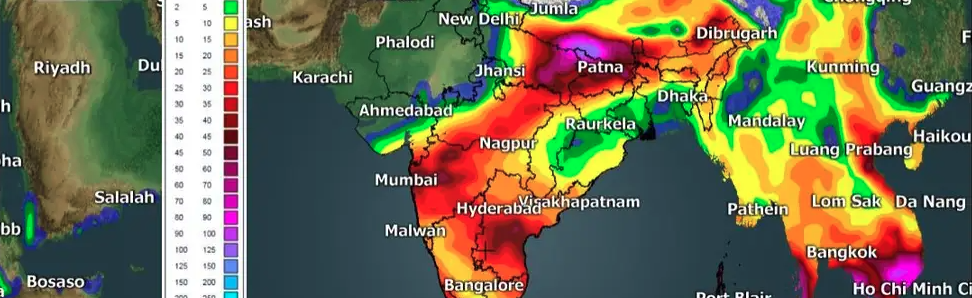 Riyadh
Du
h
ha
Salalah
bb
Bosaso
2 5
5 10
10 15
15 20
20 25
25 30
30 35
35 40
40 45
45 50
50 60
60 70
70 80
80 90
90 100
100 125
125 150
150 200
200 250
ash
New Delhi
Jumla
Chongqing
Phalodi
Dibrugarh
F
Riyadh
Karachi
Jhansi
Patna
Kunming
Guangz
Ahmedabad
Dhaka
Raurkela
Mandalay
Haikou
Nagpur
Luang Prabang
Mumbai
Hyderabad
Visakhapatnam
Pathein
Lom Sak
Da Nang
Malwan
Bangkok
Bangalore
Port Blair
Ho Chi Minh Ci